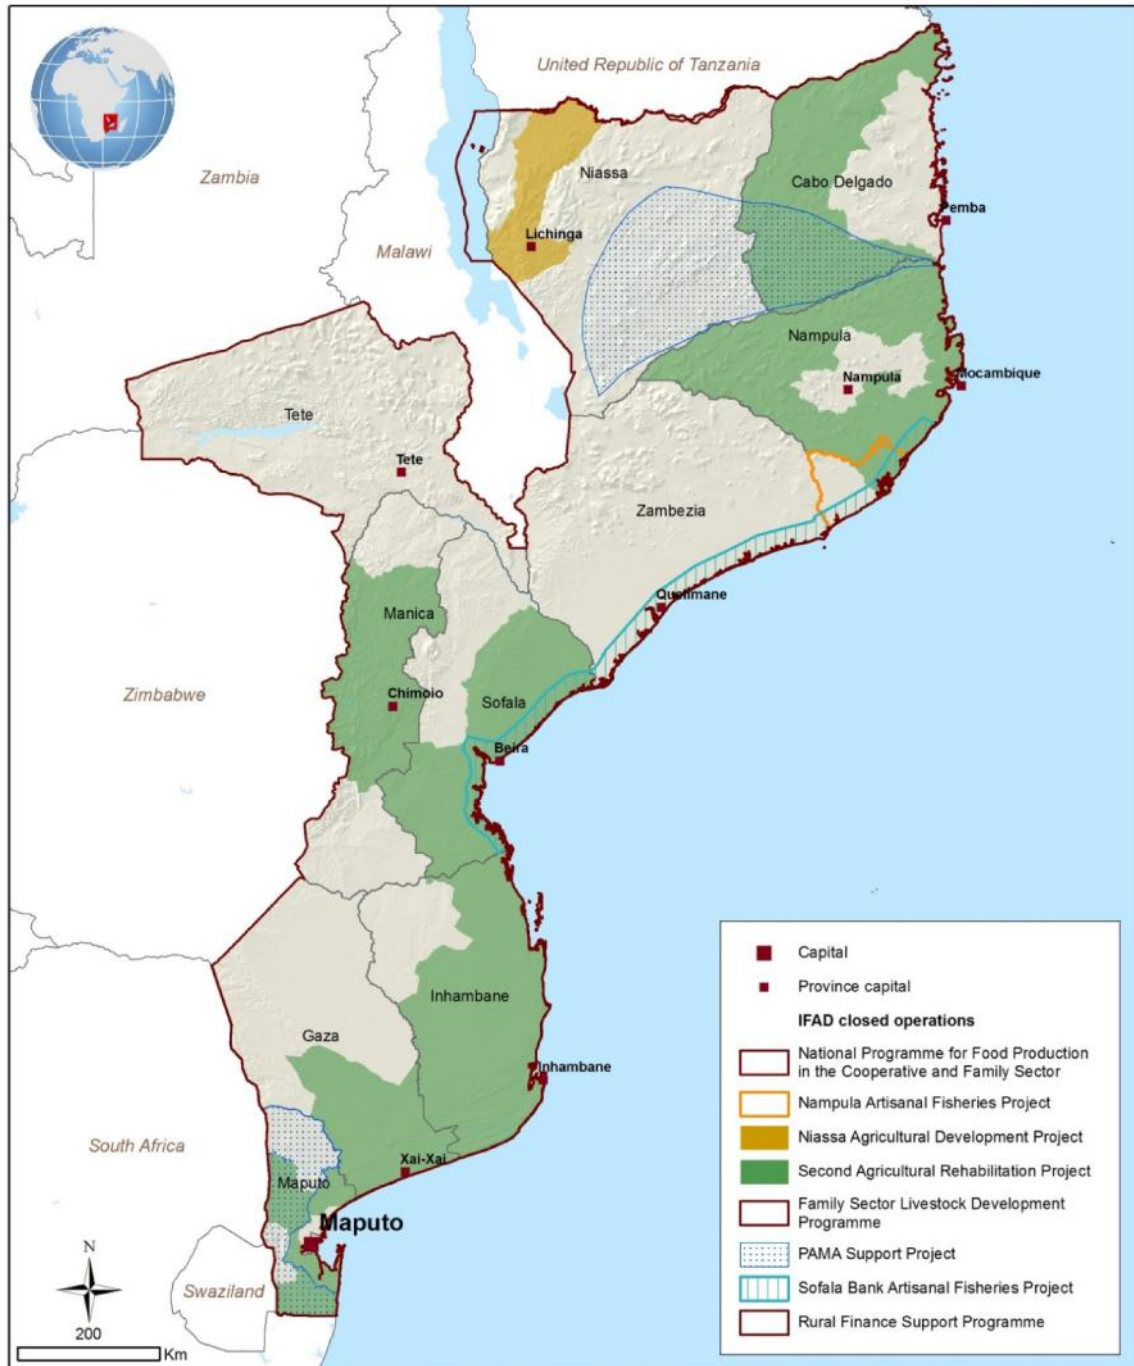 United Republic of Tanzania
Zambia
Niassa
Cabo Delgado
Pemba
Lichinga
Malawi
Nampula
Nampula
Mocambique
Tete
Tete
Zambezia
Quelimane
Manica
Zimbabwe
Chimoio
Sofala
Beira
Inhambane
Gaza
Inhambane
South Africa
Xai-Xai
Maputo
Maputo
N
Swaziland
200
Km
Capital
Province capital
IFAD closed operations
National Programme for Food Production
in the Cooperative and Family Sector
Nampula Artisanal Fisheries Project
Niassa Agricultural Development Project
Second Agricultural Rehabilitation Project
Family Sector Livestock Development
Programme
PAMA Support Project
Sofala Bank Artisanal Fisheries Project
Rural Finance Support Programme